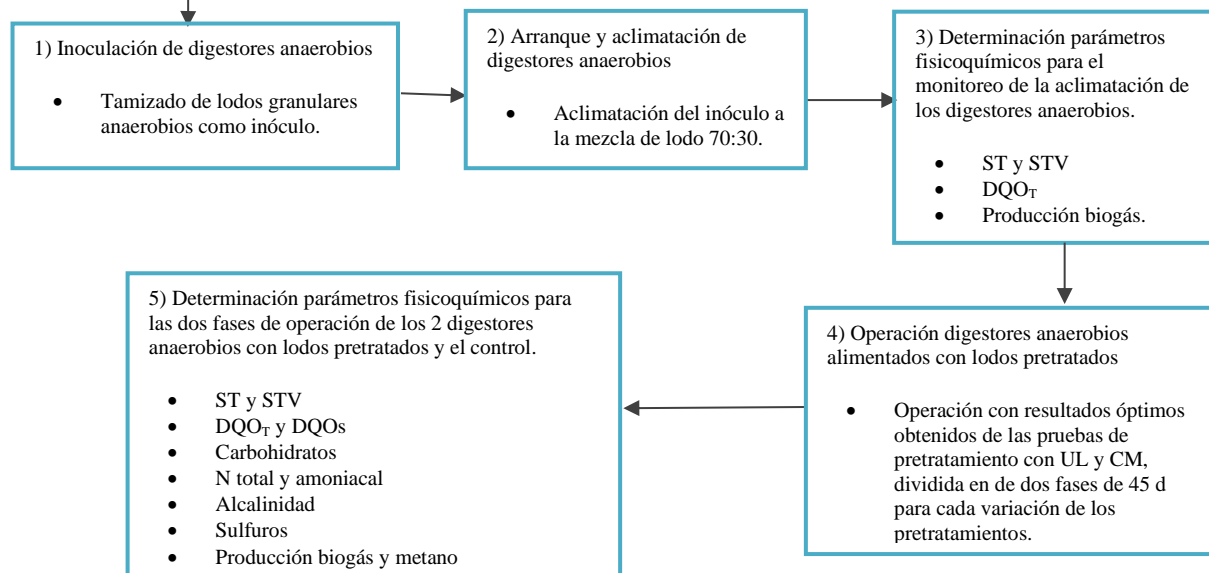 1) Inoculación de digestores anaerobios
• Tamizado de lodos granulares
anaerobios como inóculo.
2) Arranque y aclimatación de
digestores anaerobios
• Aclimatación del inóculo a
la mezcla de lodo 70:30.
3) Determinación parámetros
fisicoquímicos para el
monitoreo de la aclimatación de
los digestores anaerobios.
• ST y STV
• DQO_T
• Producción biogás.
4) Operación digestores anaerobios
alimentados con lodos pretratados
• Operación con resultados óptimos
obtenidos de las pruebas de
pretratamiento con UL y CM,
dividida en de dos fases de 45 d
para cada variación de los
pretratamientos.
5) Determinación parámetros fisicoquímicos para
las dos fases de operación de los 2 digestores
anaerobios con lodos pretratados y el control.
• ST y STV
• DQO_T y DQOs
• Carbohidratos
• N total y amoniacal
• Alcalinidad
• Sulfuros
• Producción biogás y metano